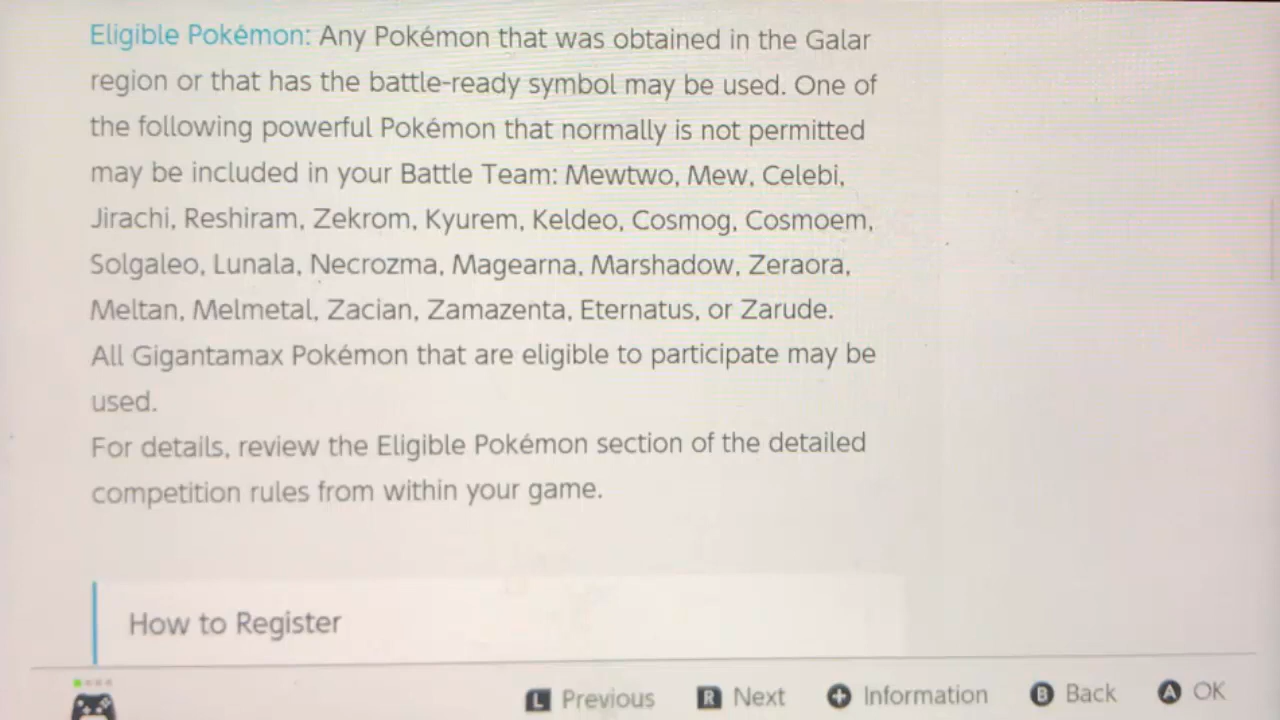 Eligible Pokémon: Any Pokémon that was obtained in the Galar
region or that has the battle-ready symbol may be used. One of
the following powerful Pokémon that normally is not permitted
may be included in your Battle Team: Mewtwo, Mew, Celebi,
Jirachi, Reshiram, Zekrom, Kyurem, Keldeo, Cosmog, Cosmoem,
Solgaleo, Lunala, Necrozma, Magearna, Marshadow, Zeraora,
Meltan, Melmetal, Zacian, Zamazenta, Eternatus, or Zarude.
All Gigantamax Pokémon that are eligible to participate may be
used.
For details, review the Eligible Pokémon section of the detailed
competition rules from within your game.
How to Register
L Previous R Next + Information B Back A OK